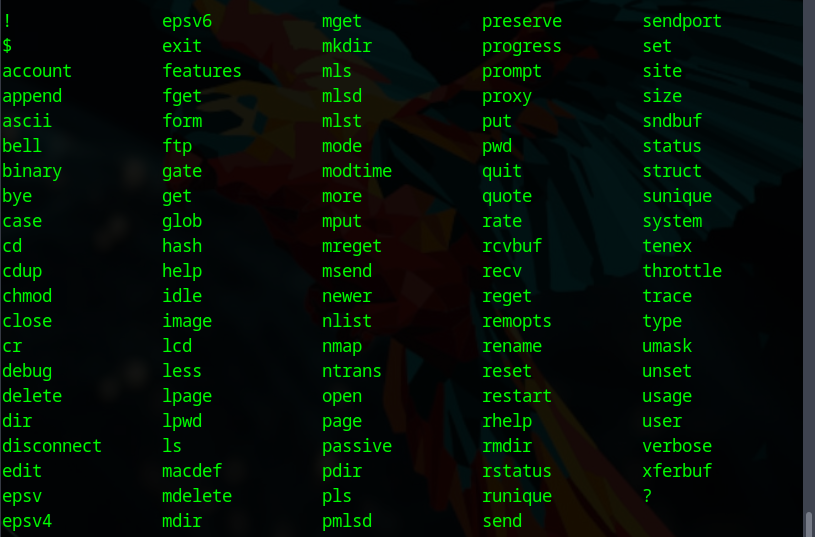 ! epsv6 mget preserve sendport
$ exit mkdir progress set
account features mls prompt site
append fget mlsd proxy size
ascii form mlst put sndbuf
bell ftp mode pwd status
binary gate modtime quit struct
bye get more quote sunique
case glob mput rate system
cd hash mreget rcvbuf tenex
cdup help msend recv throttle
chmod idle newer reget trace
close image nlist remopts type
cr lcd nmap rename umask
debug less ntrans reset unset
delete lpage open restart usage
dir lpwd page rhelp user
disconnect ls passive rmdir verbose
edit macdef pdir rstatus xferbuf
epsv mdelete pls runique ?
epsv4 mdir pmlsd send